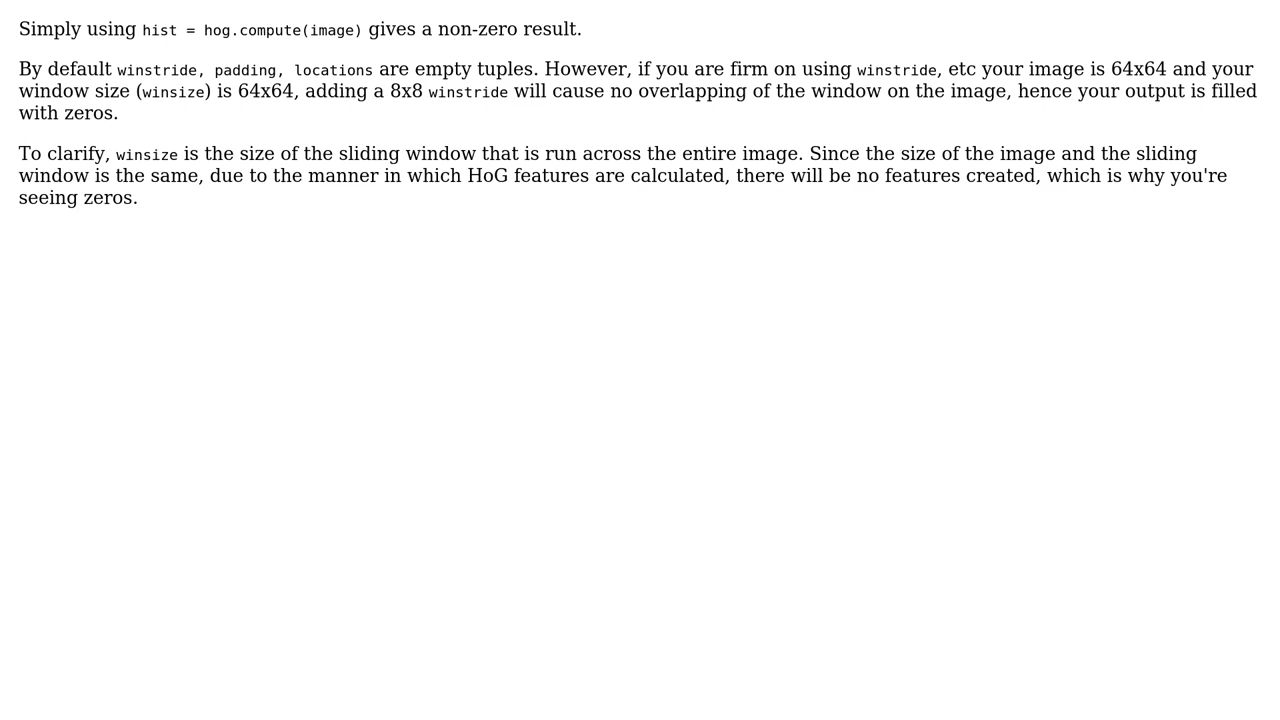 Simply using hist = hog.compute(image) gives a non-zero result.
By default winstride, padding, locations are empty tuples. However, if you are firm on using winstride, etc your image is 64x64 and your
window size (winsize) is 64x64, adding a 8x8 winstride will cause no overlapping of the window on the image, hence your output is filled
with zeros.
To clarify, winsize is the size of the sliding window that is run across the entire image. Since the size of the image and the sliding
window is the same, due to the manner in which HoG features are calculated, there will be no features created, which is why you're
seeing zeros.